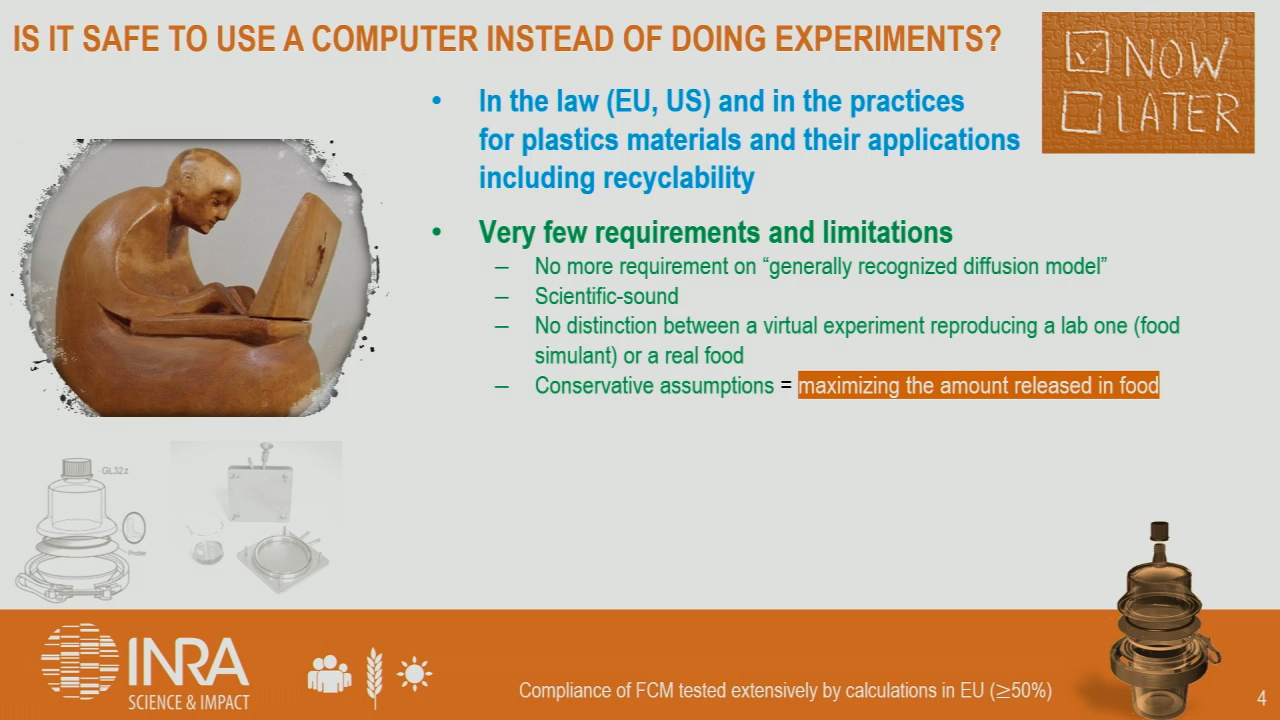 IS IT SAFE TO USE A COMPUTER INSTEAD OF DOING EXPERIMENTS?
NOW
LATER
• In the law (EU, US) and in the practices
for plastics materials and their applications
including recyclability
• Very few requirements and limitations
– No more requirement on “generally recognized diffusion model”
– Scientific-sound
– No distinction between a virtual experiment reproducing a lab one (food
simulant) or a real food
– Conservative assumptions = maximizing the amount released in food
GL32
Probe
INRA
SCIENCE & IMPACT
Compliance of FCM tested extensively by calculations in EU (≥50%)
4